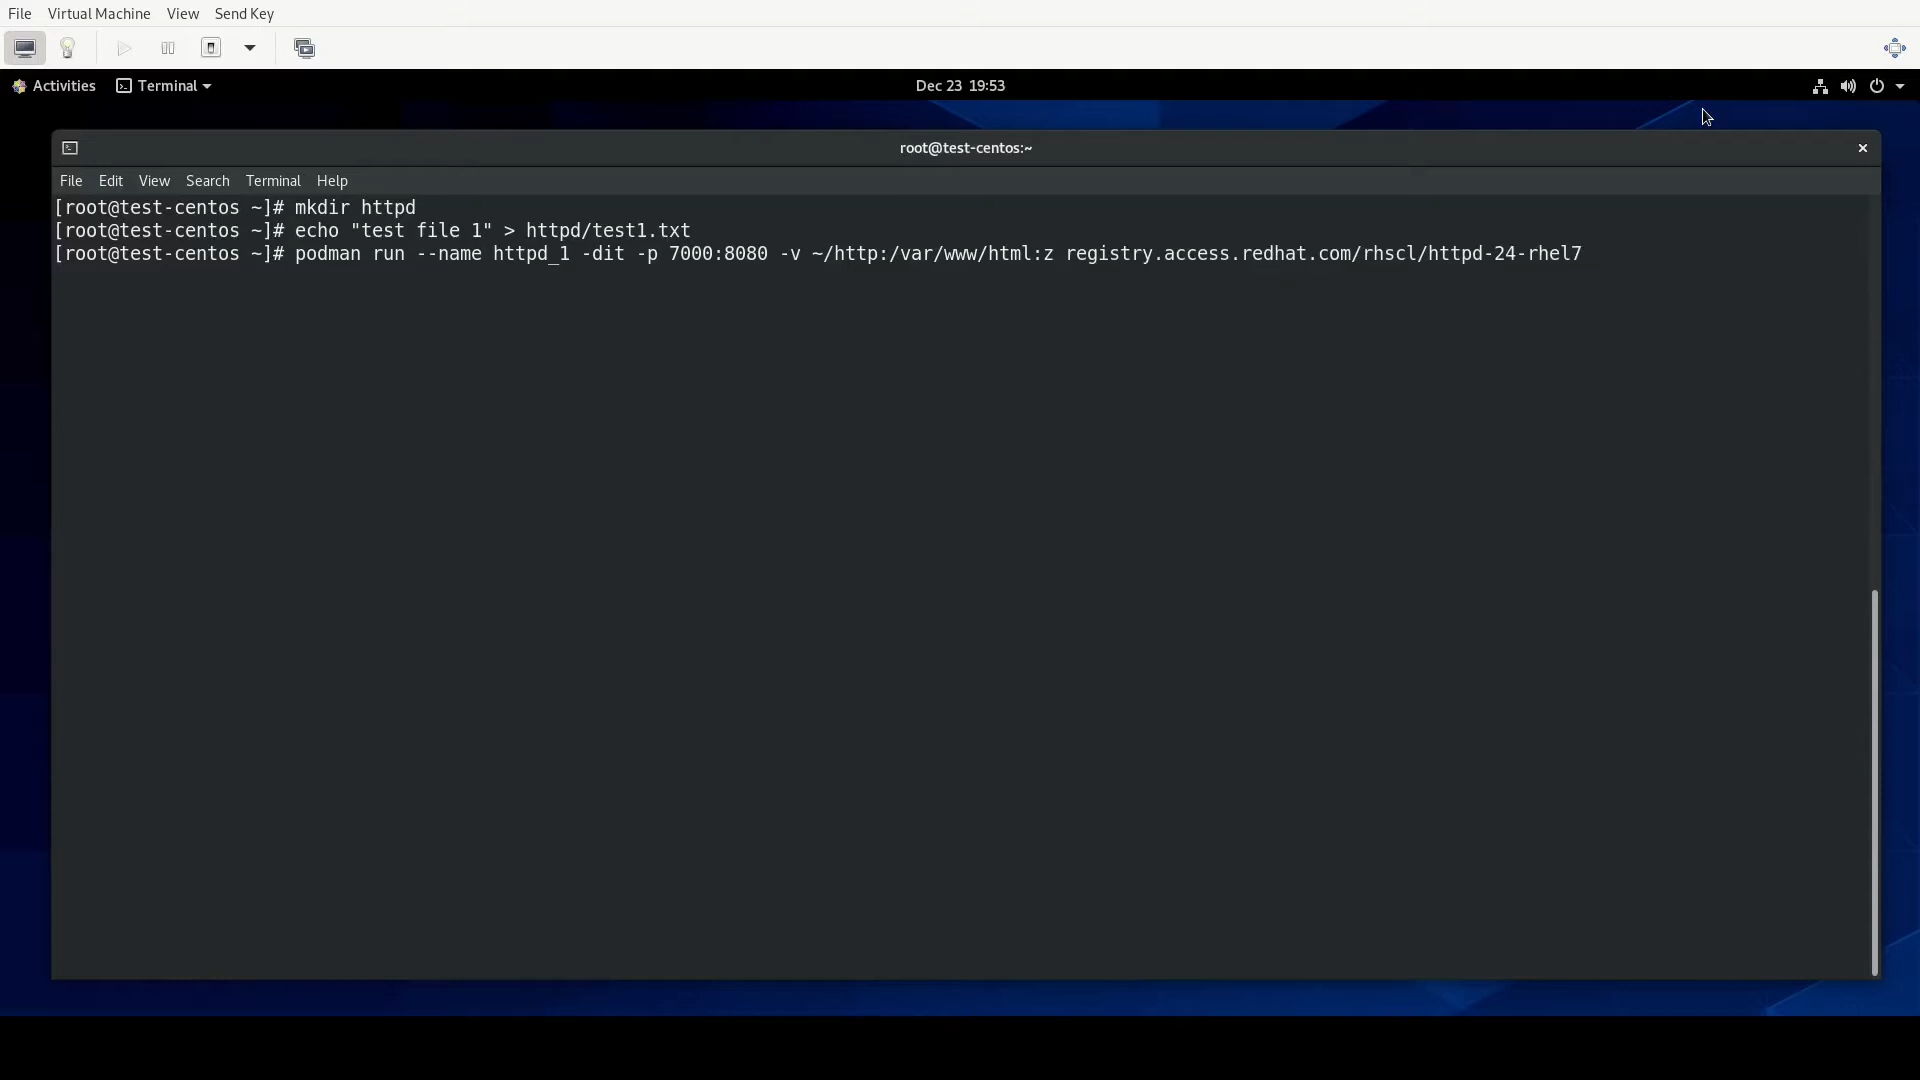 File Virtual Machine View Send Key
Activities Terminal Dec 23 19:53
root@test-centos:~
File Edit View Search Terminal Help
[root@test-centos ~]# mkdir httpd
[root@test-centos ~]# echo "test file 1" > httpd/test1.txt
[root@test-centos ~]# podman run --name httpd_1 -dit -p 7000:8080 -v ~/http:/var/www/html:z registry.access.redhat.com/rhscl/httpd-24-rhel7